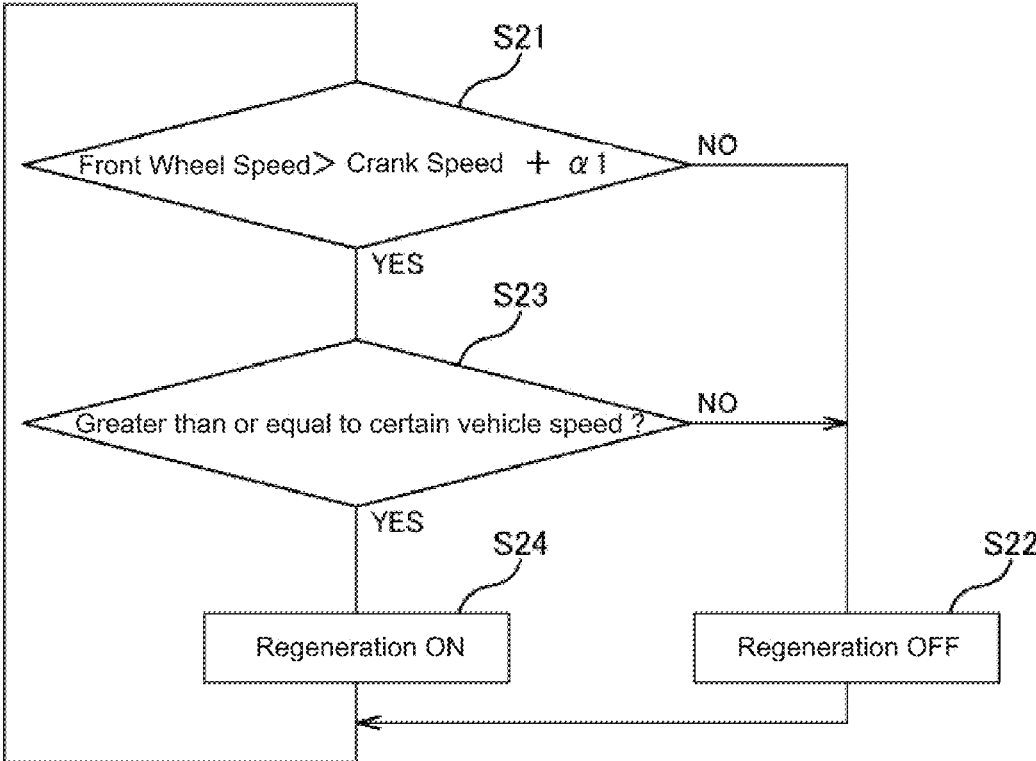 S21
Front Wheel Speed > Crank Speed + α1
NO
YES
S23
Greater than or equal to certain vehicle speed ?
NO
YES
S24
S22
Regeneration ON
Regeneration OFF